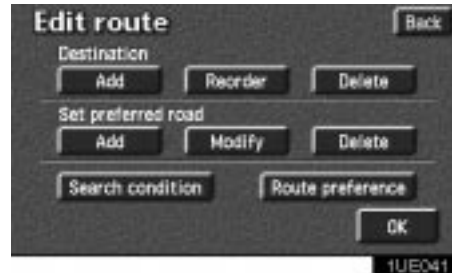 Edit route Back
Destination
Add Reorder Delete
Set preferred road
Add Modify Delete
Search condition Route preference
OK
1UE041